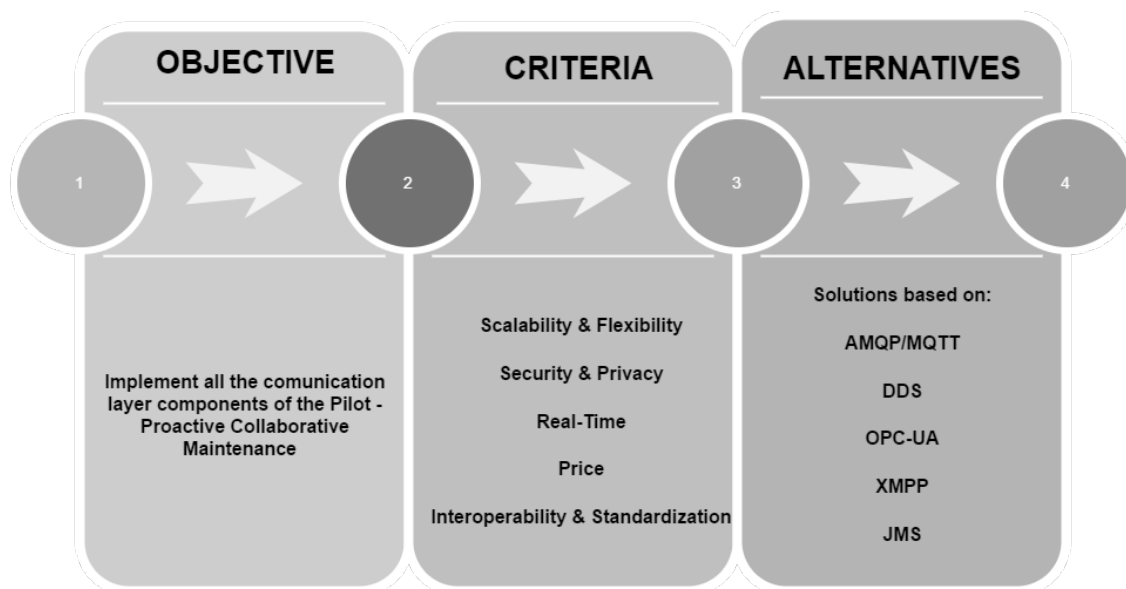 OBJECTIVE
CRITERIA
ALTERNATIVES
1
2
3
4
Implement all the comunication
layer components of the Pilot -
Proactive Collaborative
Maintenance
Scalability & Flexibility
Security & Privacy
Real-Time
Price
Interoperability & Standardization
Solutions based on:
AMQP/MQTT
DDS
OPC-UA
XMPP
JMS